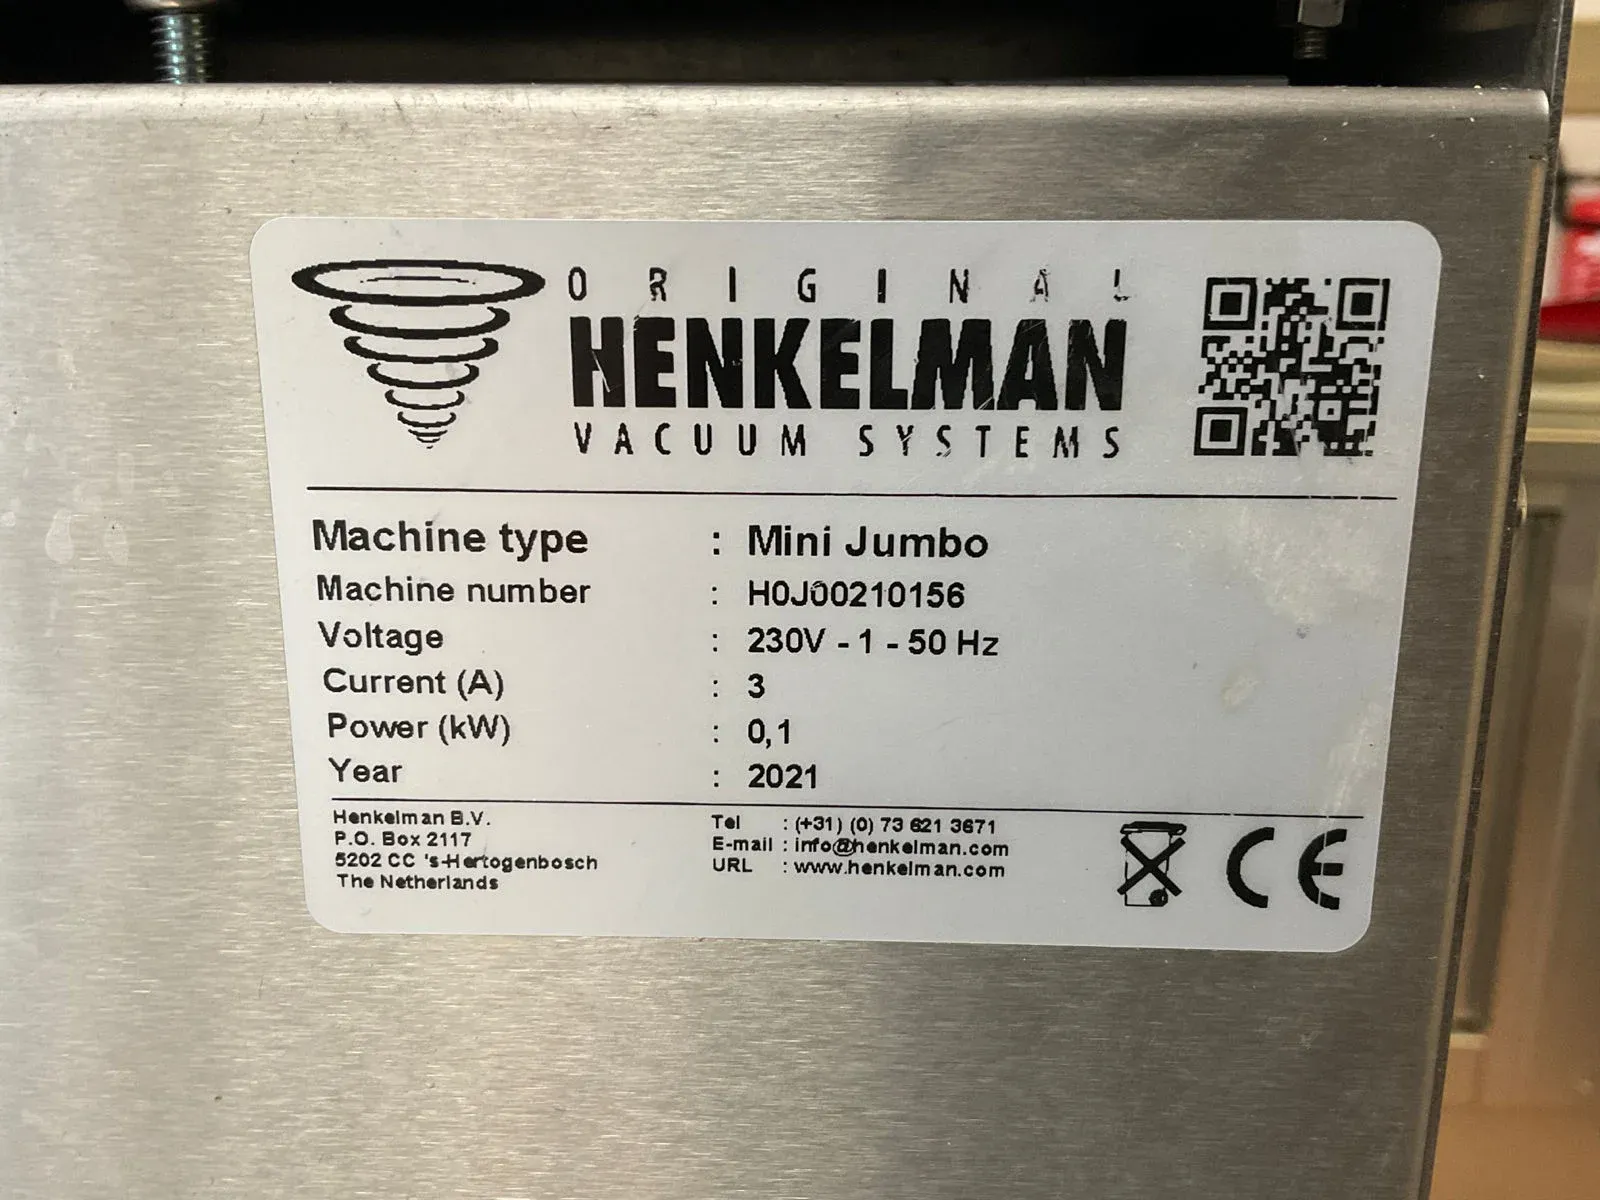 ORIGINAL
HENKELMAN
VACUUM SYSTEMS
Machine type : Mini Jumbo
Machine number : H0J00210156
Voltage : 230V - 1 - 50 Hz
Current (A) : 3
Power (kW) : 0,1
Year : 2021
Henkelman B.V.
P.O. Box 2117
5202 CC 's-Hertogenbosch
The Netherlands
Tel : (+31) (0) 73 621 3671
E-mail : info@henkelman.com
URL : www.henkelman.com
CE